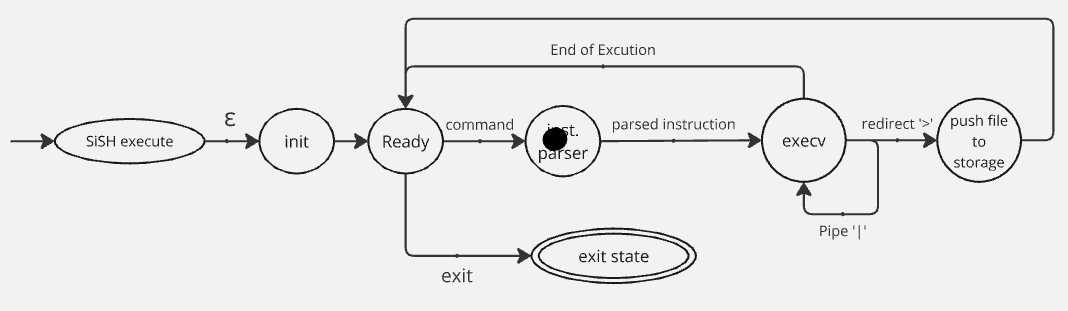 End of Excution
SiSH execute
ε
init
Ready
command
parser
parsed instruction
execv
redirect '>'
push file
to
storage
Pipe '|'
exit
exit state